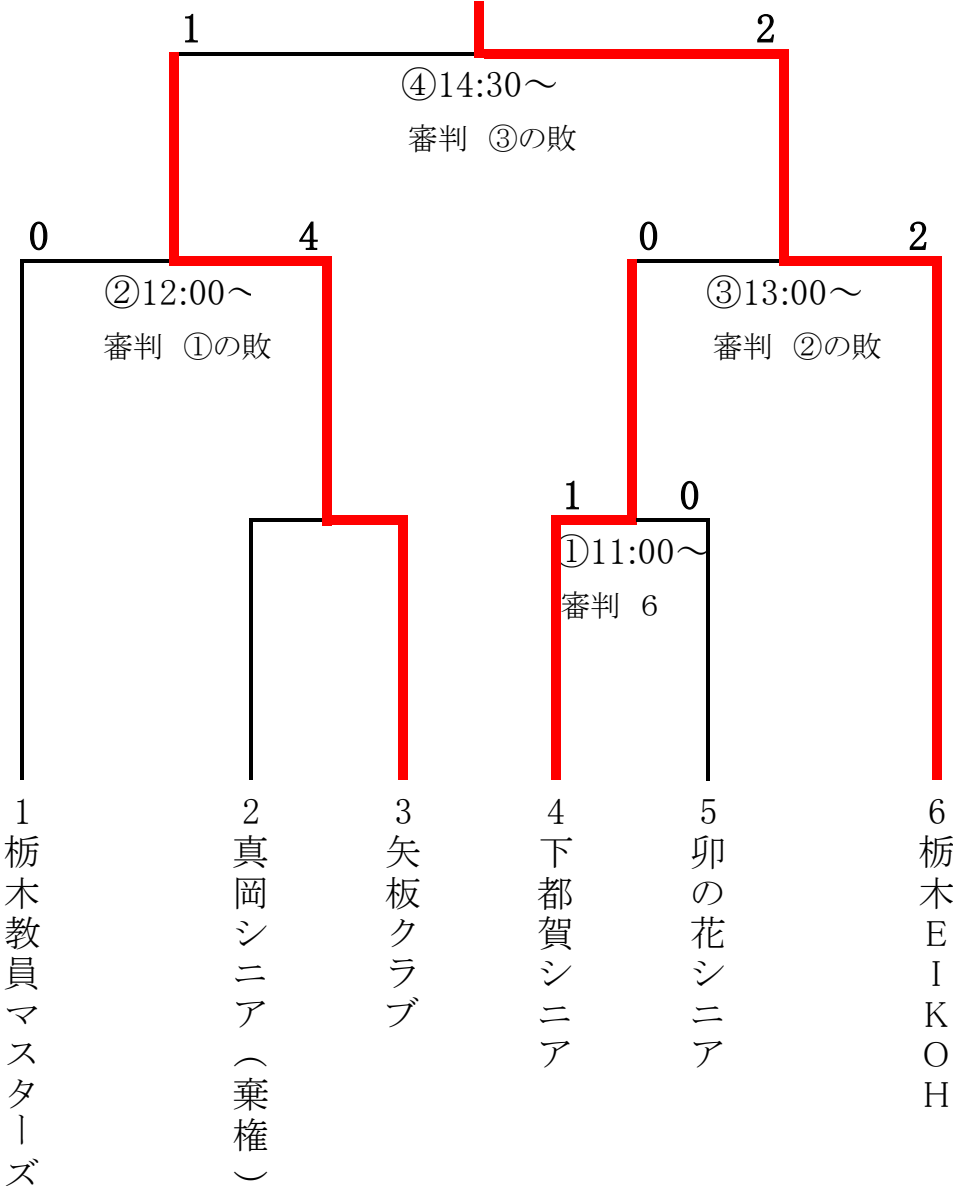 1
2
④14:30～
審判 ③の敗
0
4
0
2
②12:00～
審判 ①の敗
③13:00～
審判 ②の敗
1
0
①11:00～
審判 6
1
栃木教員マスターズ
2
真岡シニア（棄権）
3
矢板クラブ
4
下都賀シニア
5
卯の花シニア
6
栃木EIKOH